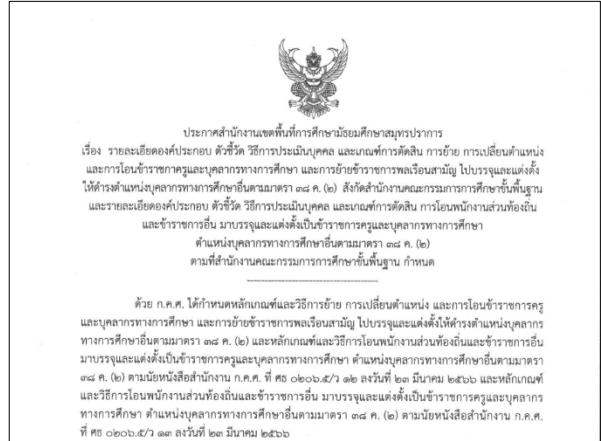 ประกาศสำนักงานเขตพื้นที่การศึกษามัธยมศึกษาสมุทรปราการ
เรื่อง รายละเอียดองค์ประกอบ ตัวชี้วัด วิธีการประเมินบุคคล และเกณฑ์การตัดสิน การย้าย การเปลี่ยนตำแหน่ง
และการโอนข้าราชการครูและบุคลากรทางการศึกษา และการย้ายข้าราชการพลเรือนสามัญ ไปบรรจุและแต่งตั้ง
ให้ดำรงตำแหน่งบุคลากรทางการศึกษาอื่นตามมาตรา ๓๘ ค. (๒) สังกัดสำนักงานคณะกรรมการการศึกษาขั้นพื้นฐาน
และรายละเอียดองค์ประกอบ ตัวชี้วัด วิธีการประเมินบุคคล และเกณฑ์การตัดสิน การโอนพนักงานส่วนท้องถิ่น
และข้าราชการอื่น มาบรรจุและแต่งตั้งเป็นข้าราชการครูและบุคลากรทางการศึกษา
ตำแหน่งบุคลากรทางการศึกษาอื่นตามมาตรา ๓๘ ค. (๒)
ตามที่สำนักงานคณะกรรมการการศึกษาขั้นพื้นฐาน กำหนด
ด้วย ก.ค.ศ. ได้กำหนดหลักเกณฑ์และวิธีการย้าย การเปลี่ยนตำแหน่ง และการโอนข้าราชการครู
และบุคลากรทางการศึกษา และการย้ายข้าราชการพลเรือนสามัญ ไปบรรจุและแต่งตั้งให้ดำรงตำแหน่งบุคลากร
ทางการศึกษาอื่นตามมาตรา ๓๘ ค. (๒) และหลักเกณฑ์และวิธีการโอนพนักงานส่วนท้องถิ่นและข้าราชการอื่น
มาบรรจุและแต่งตั้งเป็นข้าราชการครูและบุคลากรทางการศึกษา ตำแหน่งบุคลากรทางการศึกษาอื่นตามมาตรา
๓๘ ค. (๒) ตามนัยหนังสือสำนักงาน ก.ค.ศ. ที่ ศธ ๐๒๐๖.๕/ว ๑๒ ลงวันที่ ๒๓ มีนาคม ๒๕๖๖ และหลักเกณฑ์
และวิธีการโอนพนักงานส่วนท้องถิ่นและข้าราชการอื่น มาบรรจุและแต่งตั้งเป็นข้าราชการครูและบุคลากร
ทางการศึกษา ตำแหน่งบุคลากรทางการศึกษาอื่นตามมาตรา ๓๘ ค. (๒) ตามนัยหนังสือสำนักงาน ก.ค.ศ.
ที่ ศธ ๐๒๐๖.๕/ว ๑๓ ลงวันที่ ๒๓ มีนาคม ๒๕๖๖